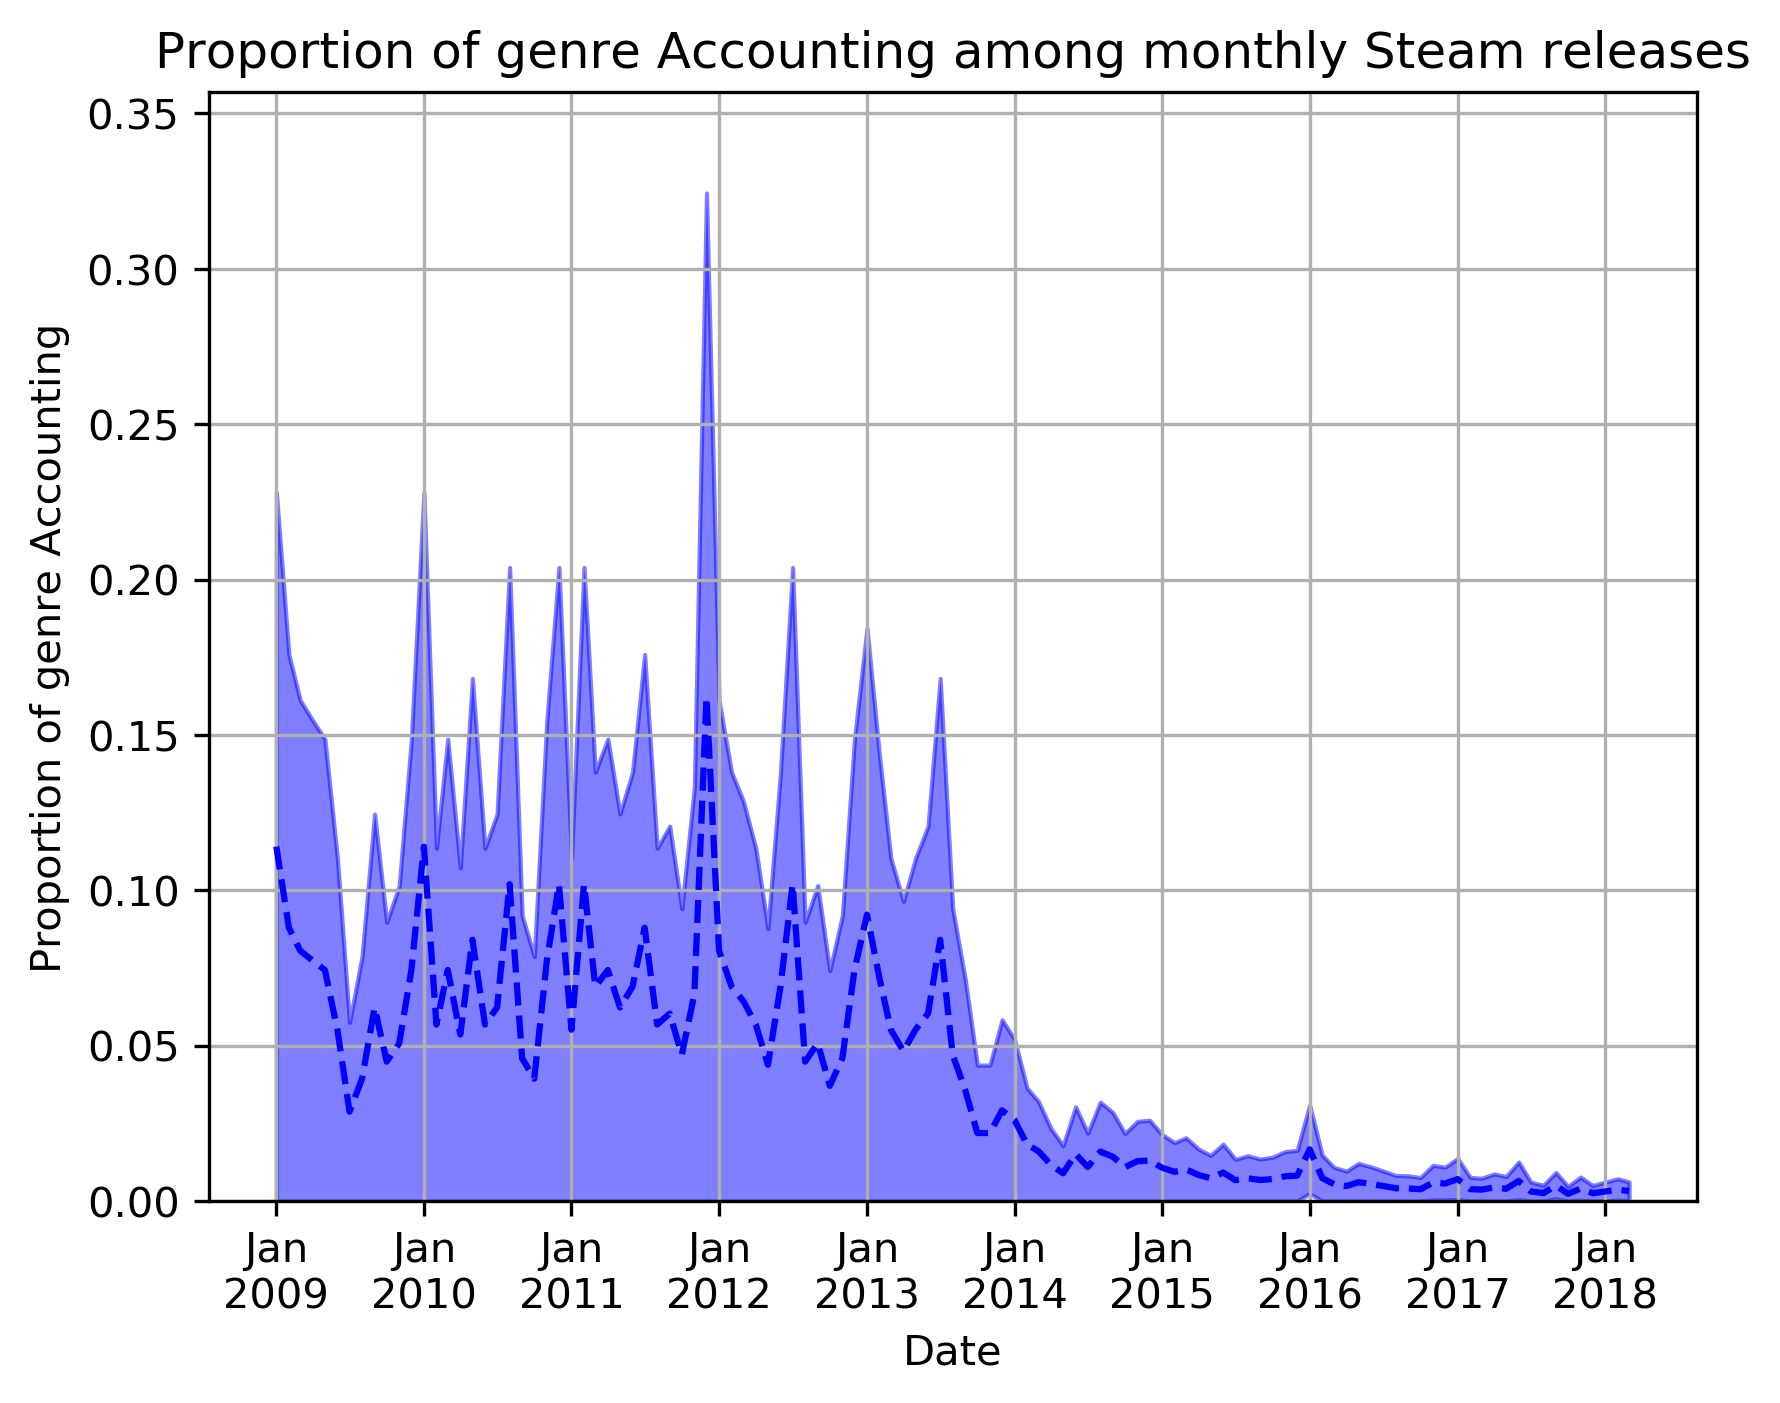 Proportion of genre Accounting among monthly Steam releases
Proportion of genre Accounting
0.35
0.30
0.25
0.20
0.15
0.10
0.05
0.00
Jan Jan Jan Jan Jan Jan Jan Jan Jan Jan
2009 2010 2011 2012 2013 2014 2015 2016 2017 2018
Date